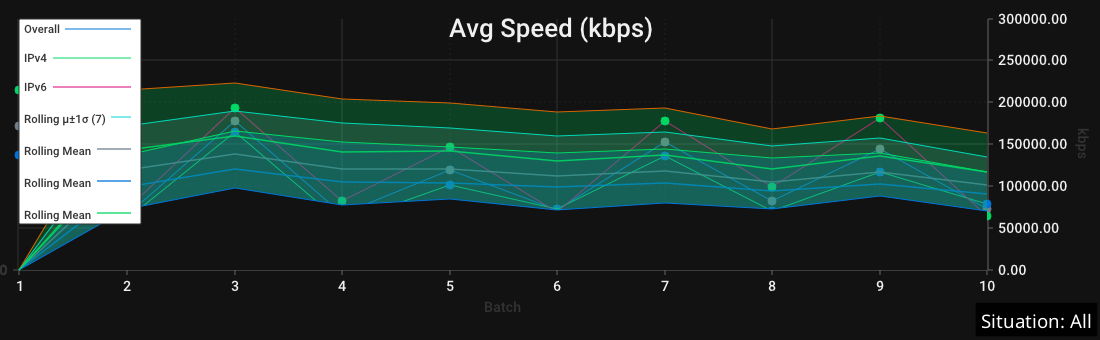 Avg Speed (kbps)
Overall
IPv4
IPv6
Rolling μ±1σ (7)
Rolling Mean
Rolling Mean
Rolling Mean
300000.00
250000.00
200000.00
150000.00
100000.00
50000.00
0.00
kbps
0
1 2 3 4 5 6 7 8 9 10
Batch
Situation: All